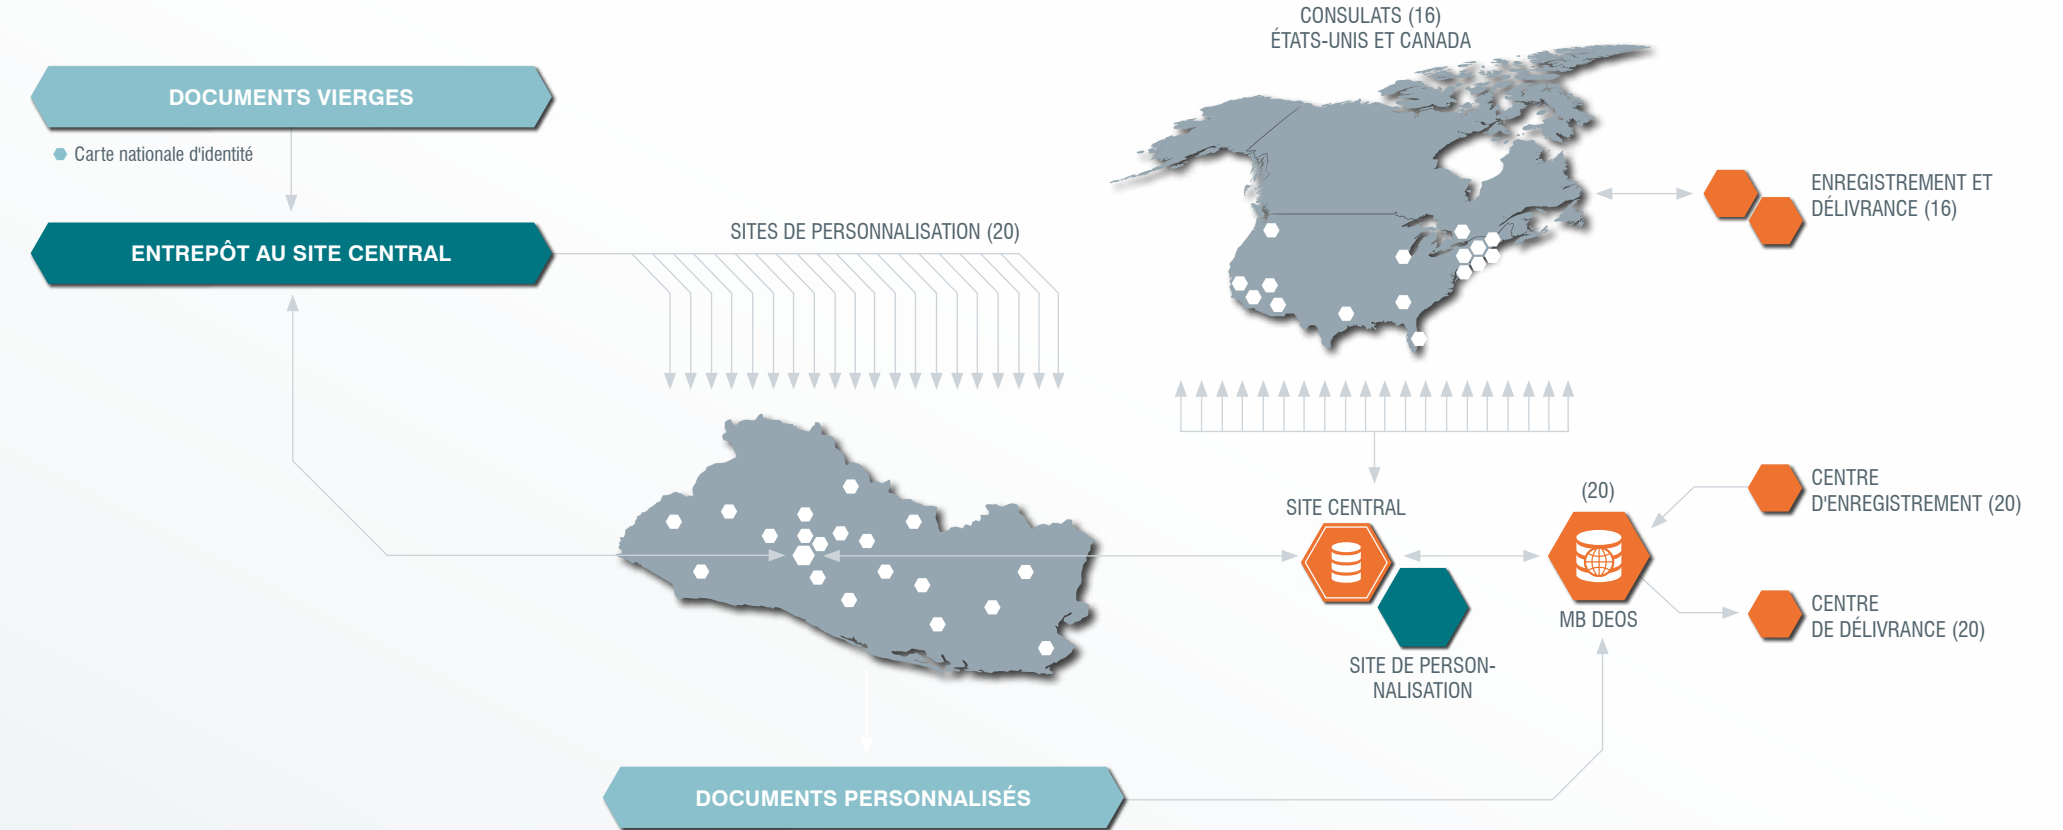 CONSULATS (16)
ÉTATS-UNIS ET CANADA
DOCUMENTS VIERGES
Carte nationale d'identité
ENTREPÔT AU SITE CENTRAL
SITES DE PERSONNALISATION (20)
ENREGISTREMENT ET
DÉLIVRANCE (16)
SITE CENTRAL
(20)
MB DEOS
CENTRE
D'ENREGISTREMENT (20)
CENTRE
DE DÉLIVRANCE (20)
SITE DE PERSON-
NALISATION
DOCUMENTS PERSONNALISÉS